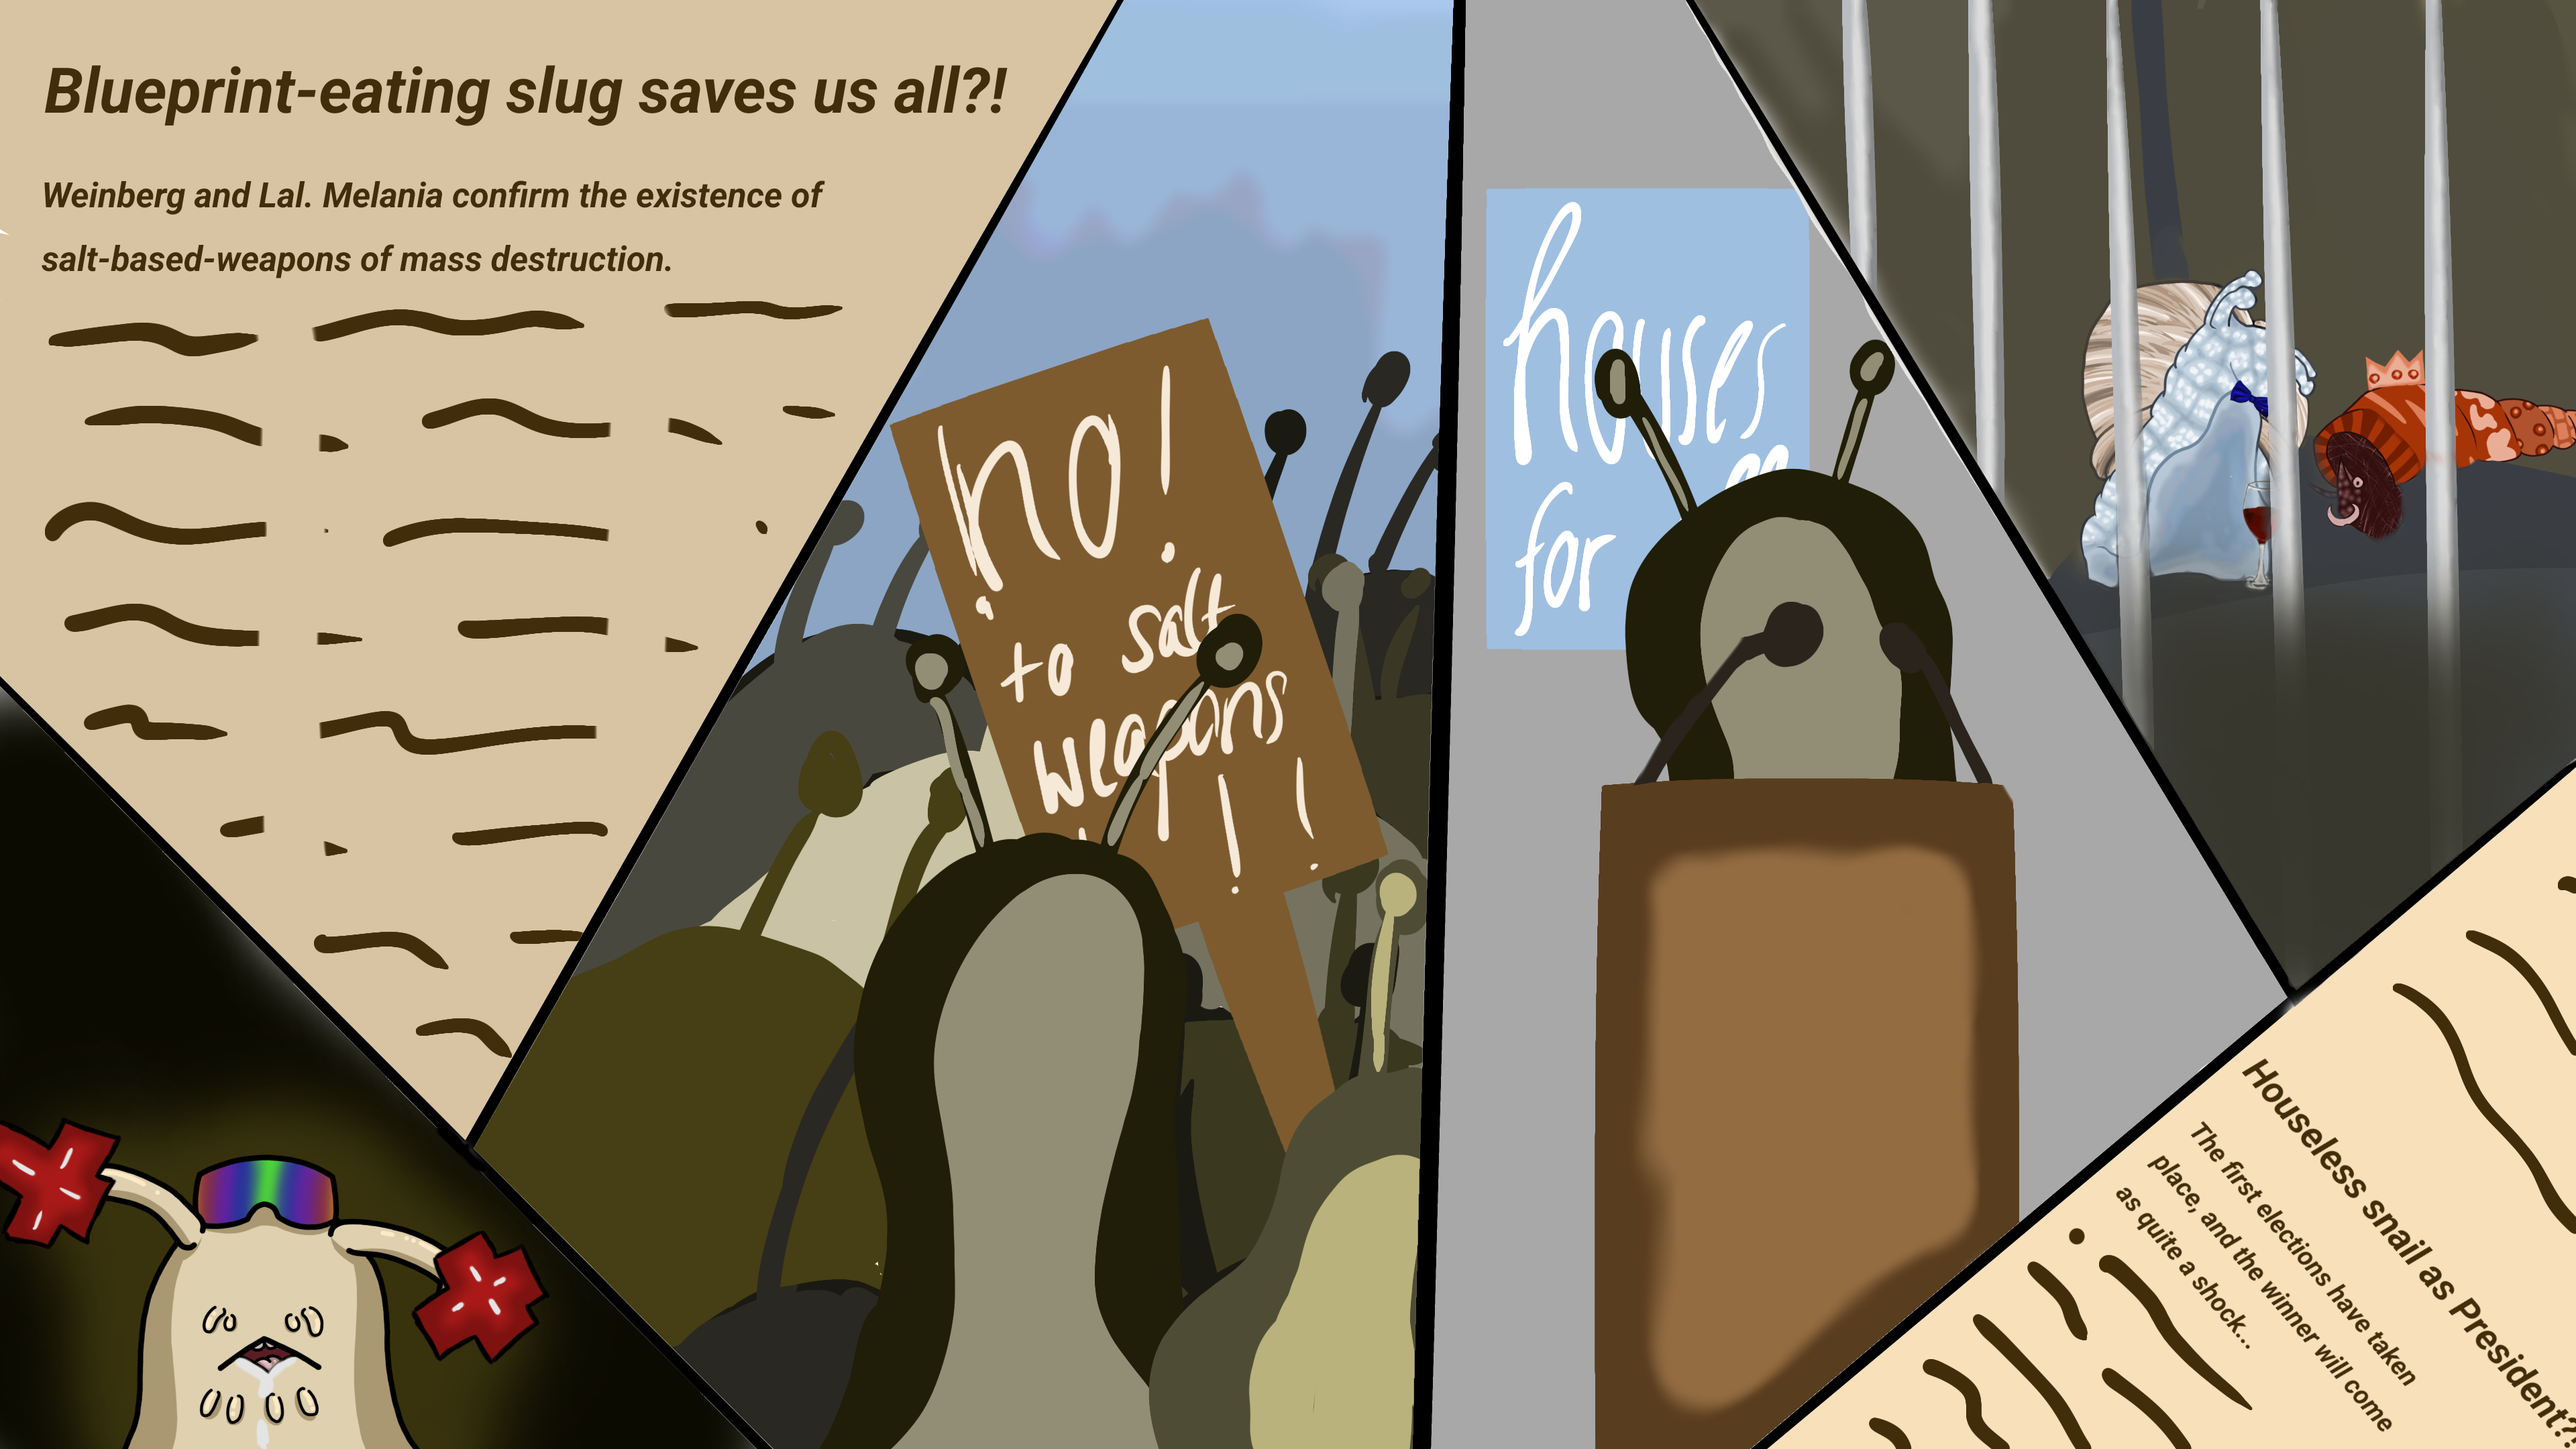 Blueprint-eating slug saves us all?!
Weinberg and Lal. Melania confirm the existence of
salt-based-weapons of mass destruction.
no!
to salt
weapons
! !
houses
for
Houseless snail as President?
The first elections have taken
place, and the winner will come
as quite a shock...